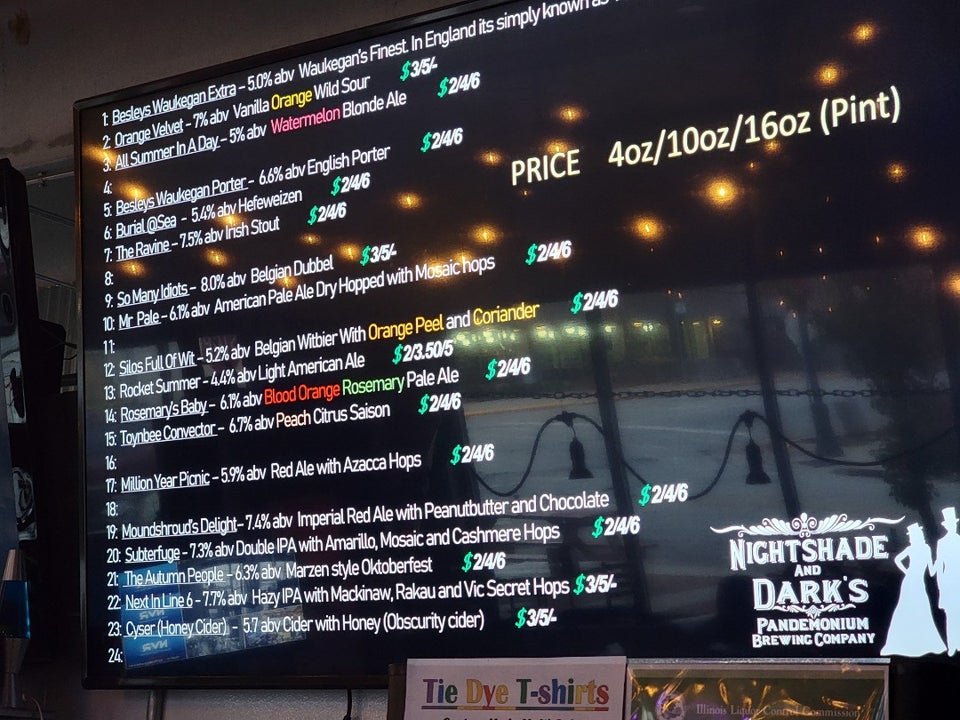 1: Besleys Waukegan Extra – 5.0% abv Waukegan's Finest. In England its simply known as
2: Orange Velvet – 7% abv Vanilla Orange Wild Sour $3/5/-
3: All Summer In A Day – 5% abv Watermelon Blonde Ale $2/4/6
4:
5: Besleys Waukegan Porter – 6.6% abv English Porter $2/4/6
6: Burial @Sea – 5.4% abv Hefeweizen $2/4/6
7: The Ravine – 7.5% abv Irish Stout $2/4/6
8:
9: So Many Idiots – 8.0% abv Belgian Dubbel $3/5/-
10: Mr. Pale – 6.1% abv American Pale Ale Dry Hopped with Mosaic hops $2/4/6
11:
12: Silos Full Of Wit – 5.2% abv Belgian Witbier With Orange Peel and Coriander $2/4/6
13: Rocket Summer – 4.4% abv Light American Ale $2/3.50/5
14: Rosemary's Baby – 6.1% abv Blood Orange Rosemary Pale Ale $2/4/6
15: Toynbee Convector – 6.7% abv Peach Citrus Saison $2/4/6
16:
17: Million Year Picnic – 5.9% abv Red Ale with Azacca Hops $2/4/6
18:
19: Moundshroud's Delight – 7.4% abv Imperial Red Ale with Peanutbutter and Chocolate $2/4/6
20: Subterfuge – 7.3% abv Double IPA with Amarillo, Mosaic and Cashmere Hops $2/4/6
21: The Autumn People – 6.3% abv Marzen style Oktoberfest $2/4/6
22: Next In Line 6 – 7.7% abv Hazy IPA with Mackinaw, Rakau and Vic Secret Hops $3/5/-
23: Cyser (Honey Cider) – 5.7 abv Cider with Honey (Obscurity cider) $3/5/-
24:
PRICE 4oz/10oz/16oz (Pint)
NIGHTSHADE
AND
DARK'S
PANDEMONIUM
BREWING COMPANY
Tie Dye T-shirts
Illinois Liquor Control Commission